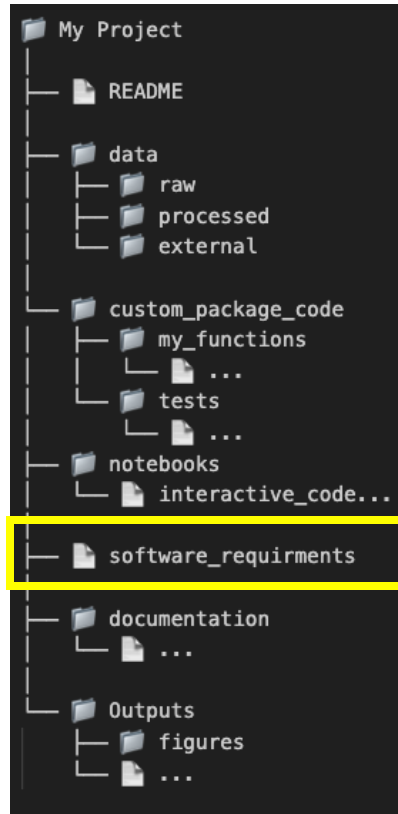 My Project
README
data
raw
processed
external
custom_package_code
my_functions
...
tests
...
notebooks
interactive_code...
software_requirments
documentation
...
Outputs
figures
...